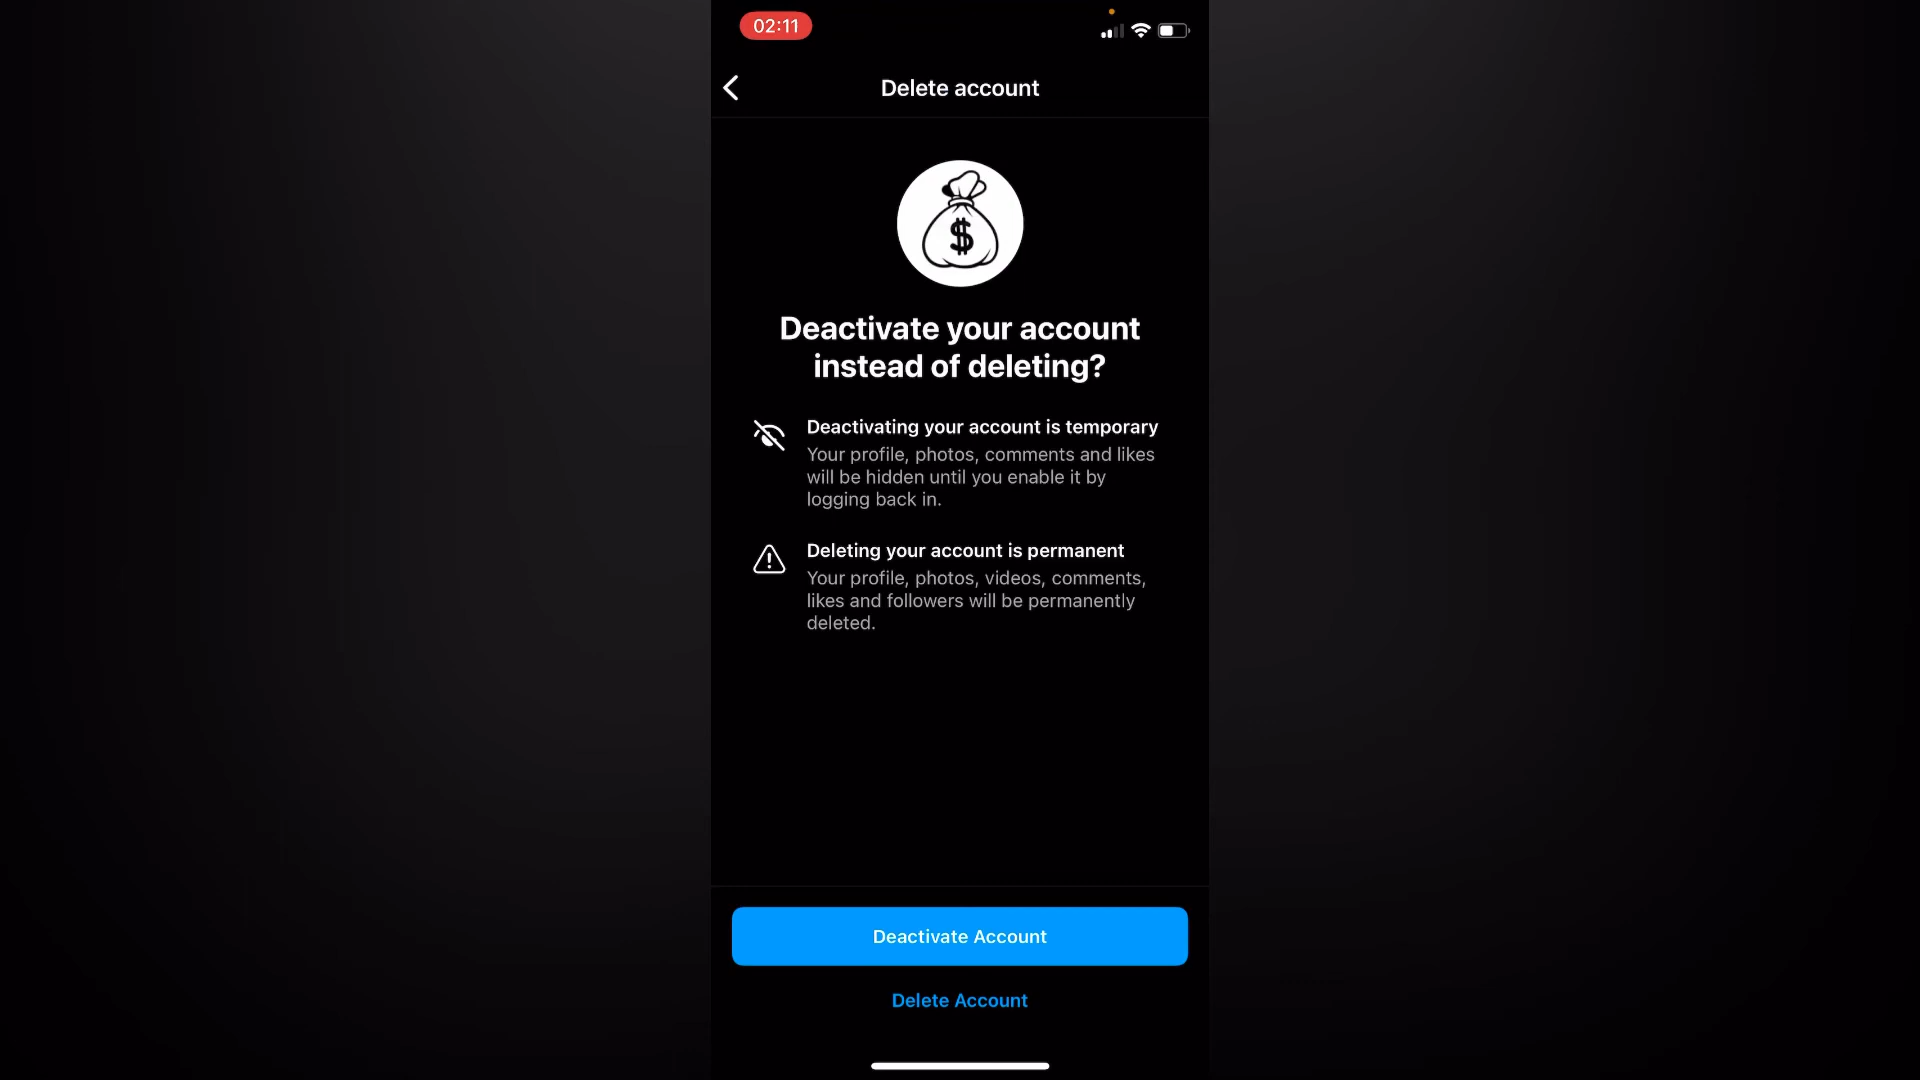 02:11
Delete account
$
Deactivate your account
instead of deleting?
Deactivating your account is temporary
Your profile, photos, comments and likes
will be hidden until you enable it by
logging back in.
Deleting your account is permanent
Your profile, photos, videos, comments,
likes and followers will be permanently
deleted.
Deactivate Account
Delete Account